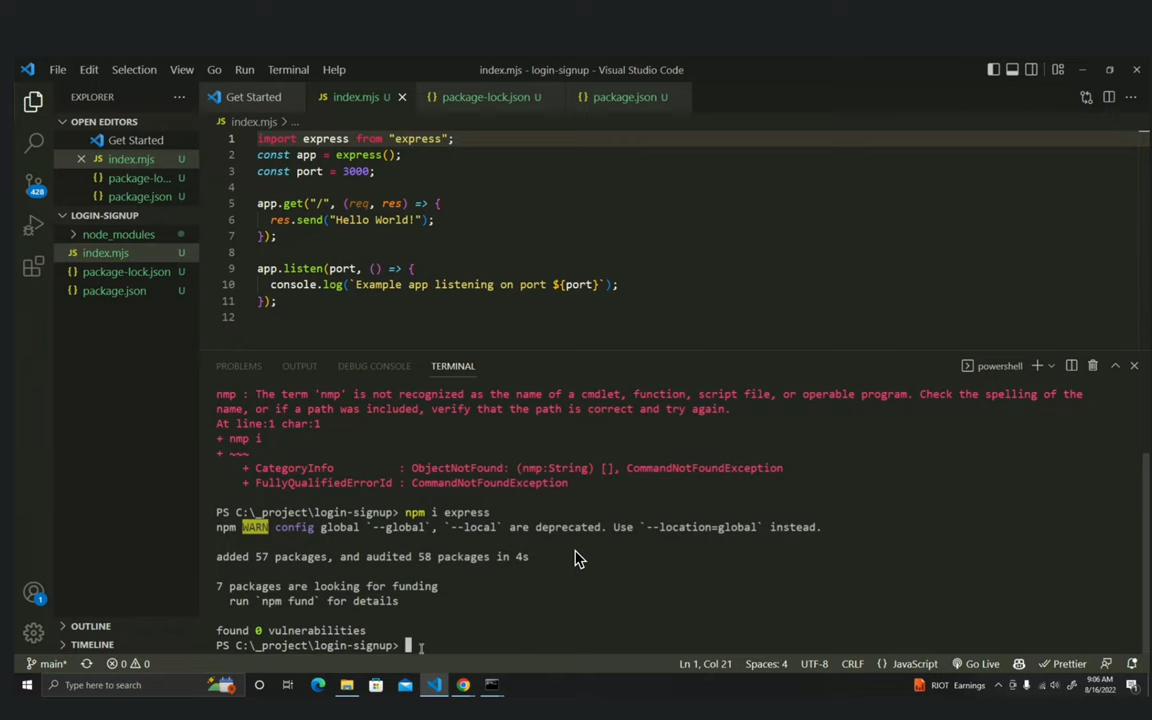 File Edit Selection View Go Run Terminal Help
index.mjs - login-signup - Visual Studio Code
EXPLORER
Get Started
index.mjs U
package-lock.json U
package.json U
OPEN EDITORS
Get Started
index.mjs U
package-lo... U
package.json U
LOGIN-SIGNUP
node_modules
index.mjs U
package-lock.json U
package.json U
OUTLINE
TIMELINE
428
1
index.mjs > ...
1 import express from "express";
2 const app = express();
3 const port = 3000;
4
5 app.get("/", (req, res) => {
6 res.send("Hello World!");
7 });
8
9 app.listen(port, () => {
10 console.log(`Example app listening on port ${port}`);
11 });
12
PROBLEMS OUTPUT DEBUG CONSOLE TERMINAL
powershell
nmp : The term 'nmp' is not recognized as the name of a cmdlet, function, script file, or operable program. Check the spelling of the
name, or if a path was included, verify that the path is correct and try again.
At line:1 char:1
+ nmp i
+ ~~~
+ CategoryInfo : ObjectNotFound: (nmp:String) [], CommandNotFoundException
+ FullyQualifiedErrorId : CommandNotFoundException
PS C:\_project\login-signup> npm i express
npm WARN config global `--global`, `--local` are deprecated. Use `--location=global` instead.
added 57 packages, and audited 58 packages in 4s
7 packages are looking for funding
run `npm fund` for details
found 0 vulnerabilities
PS C:\_project\login-signup>
main* 0 0 Ln 1, Col 21 Spaces: 4 UTF-8 CRLF {} JavaScript Go Live Prettier
Type here to search
RIOT Earnings
9:06 AM
8/16/2022